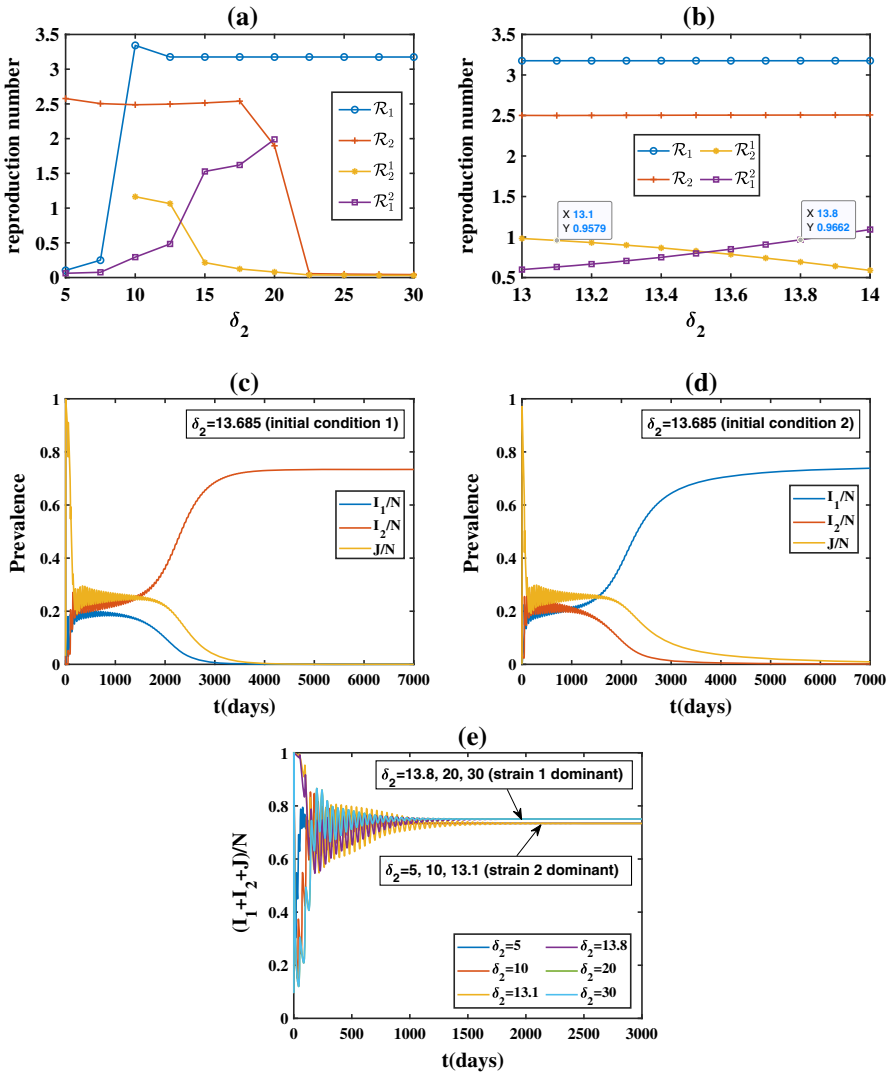 (a)
reproduction number
3.5
3
2.5
2
1.5
1
0.5
0
5
10
15
20
25
30
δ₂
ℛ₁
ℛ₂
ℛ₂¹
ℛ₁²
(b)
reproduction number
3.5
3
2.5
2
1.5
1
0.5
13
13.2
13.4
13.6
13.8
14
δ₂
ℛ₁
ℛ₂¹
ℛ₂
ℛ₁²
X 13.1
Y 0.9579
X 13.8
Y 0.9662
(c)
Prevalence
1
0.8
0.6
0.4
0.2
0
0
1000
2000
3000
4000
5000
6000
7000
t(days)
δ₂=13.685 (initial condition 1)
I₁/N
I₂/N
J/N
(d)
Prevalence
1
0.8
0.6
0.4
0.2
0
0
1000
2000
3000
4000
5000
6000
7000
t(days)
δ₂=13.685 (initial condition 2)
I₁/N
I₂/N
J/N
(e)
(I₁+I₂+J)/N
1
0.8
0.6
0.4
0.2
0
0
500
1000
1500
2000
2500
3000
t(days)
δ₂=13.8, 20, 30 (strain 1 dominant)
δ₂=5, 10, 13.1 (strain 2 dominant)
δ₂=5
δ₂=13.8
δ₂=10
δ₂=20
δ₂=13.1
δ₂=30